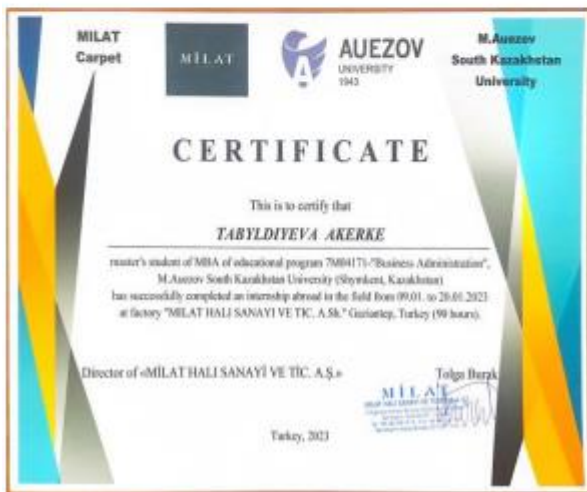 MILAT
Carpet
MİLAT
AUEZOV
UNIVERSITY
1943
M.Auezov
South Kazakhstan
University
CERTIFICATE
This is to certify that
TABYLDIYEVA AKERKE
master's student of MBA of educational program 7M04171-"Business Administration",
M.Auezov South Kazakhstan University (Shymkent, Kazakhstan)
has successfully completed an internship abroad in the field from 09.01. to 20.01.2023
at factory "MILAT HALI SANAYI VE TIC. A.Sh." Gaziantep, Turkey (90 hours).
Director of «MİLAT HALI SANAYİ VE TİC. A.Ş.»
Tolga Burak
MİLAT
Turkey, 2023